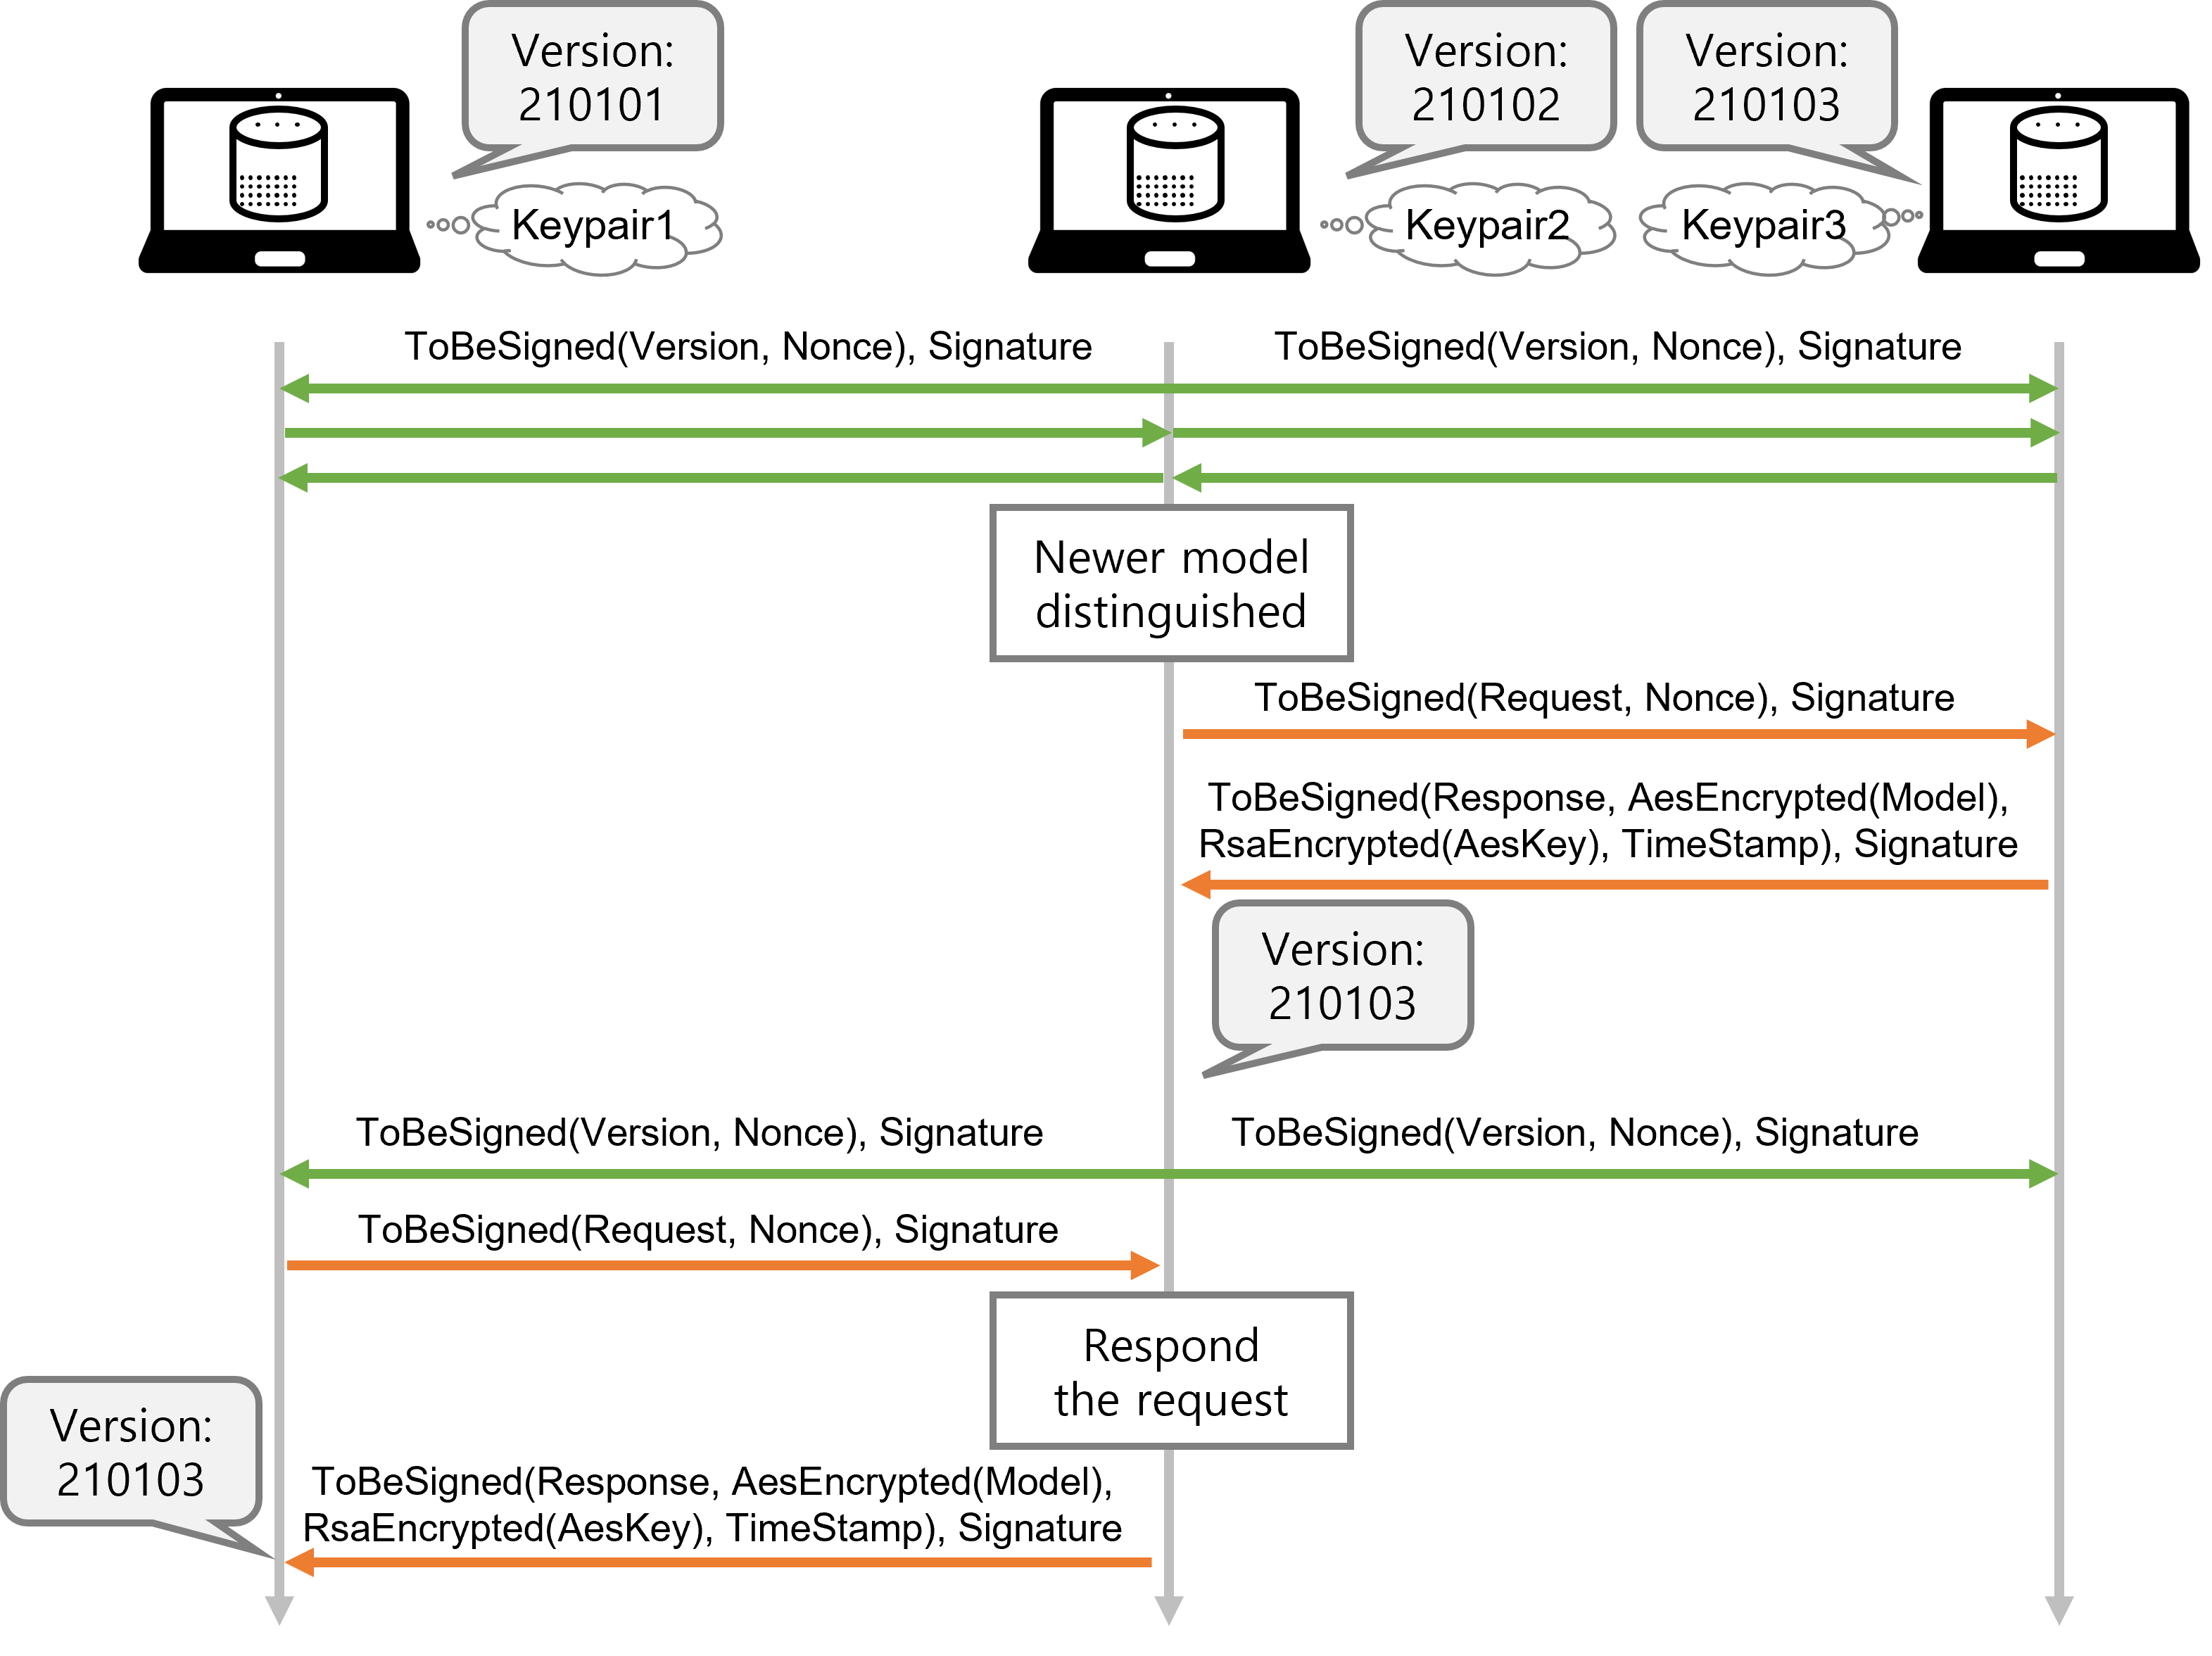 Version:
210101
Version:
210102
Version:
210103
Keypair1
Keypair2
Keypair3
ToBeSigned(Version, Nonce), Signature
ToBeSigned(Version, Nonce), Signature
Newer model
distinguished
ToBeSigned(Request, Nonce), Signature
ToBeSigned(Response, AesEncrypted(Model),
RsaEncrypted(AesKey), TimeStamp), Signature
Version:
210103
ToBeSigned(Version, Nonce), Signature
ToBeSigned(Version, Nonce), Signature
ToBeSigned(Request, Nonce), Signature
Respond
the request
Version:
210103
ToBeSigned(Response, AesEncrypted(Model),
RsaEncrypted(AesKey), TimeStamp), Signature